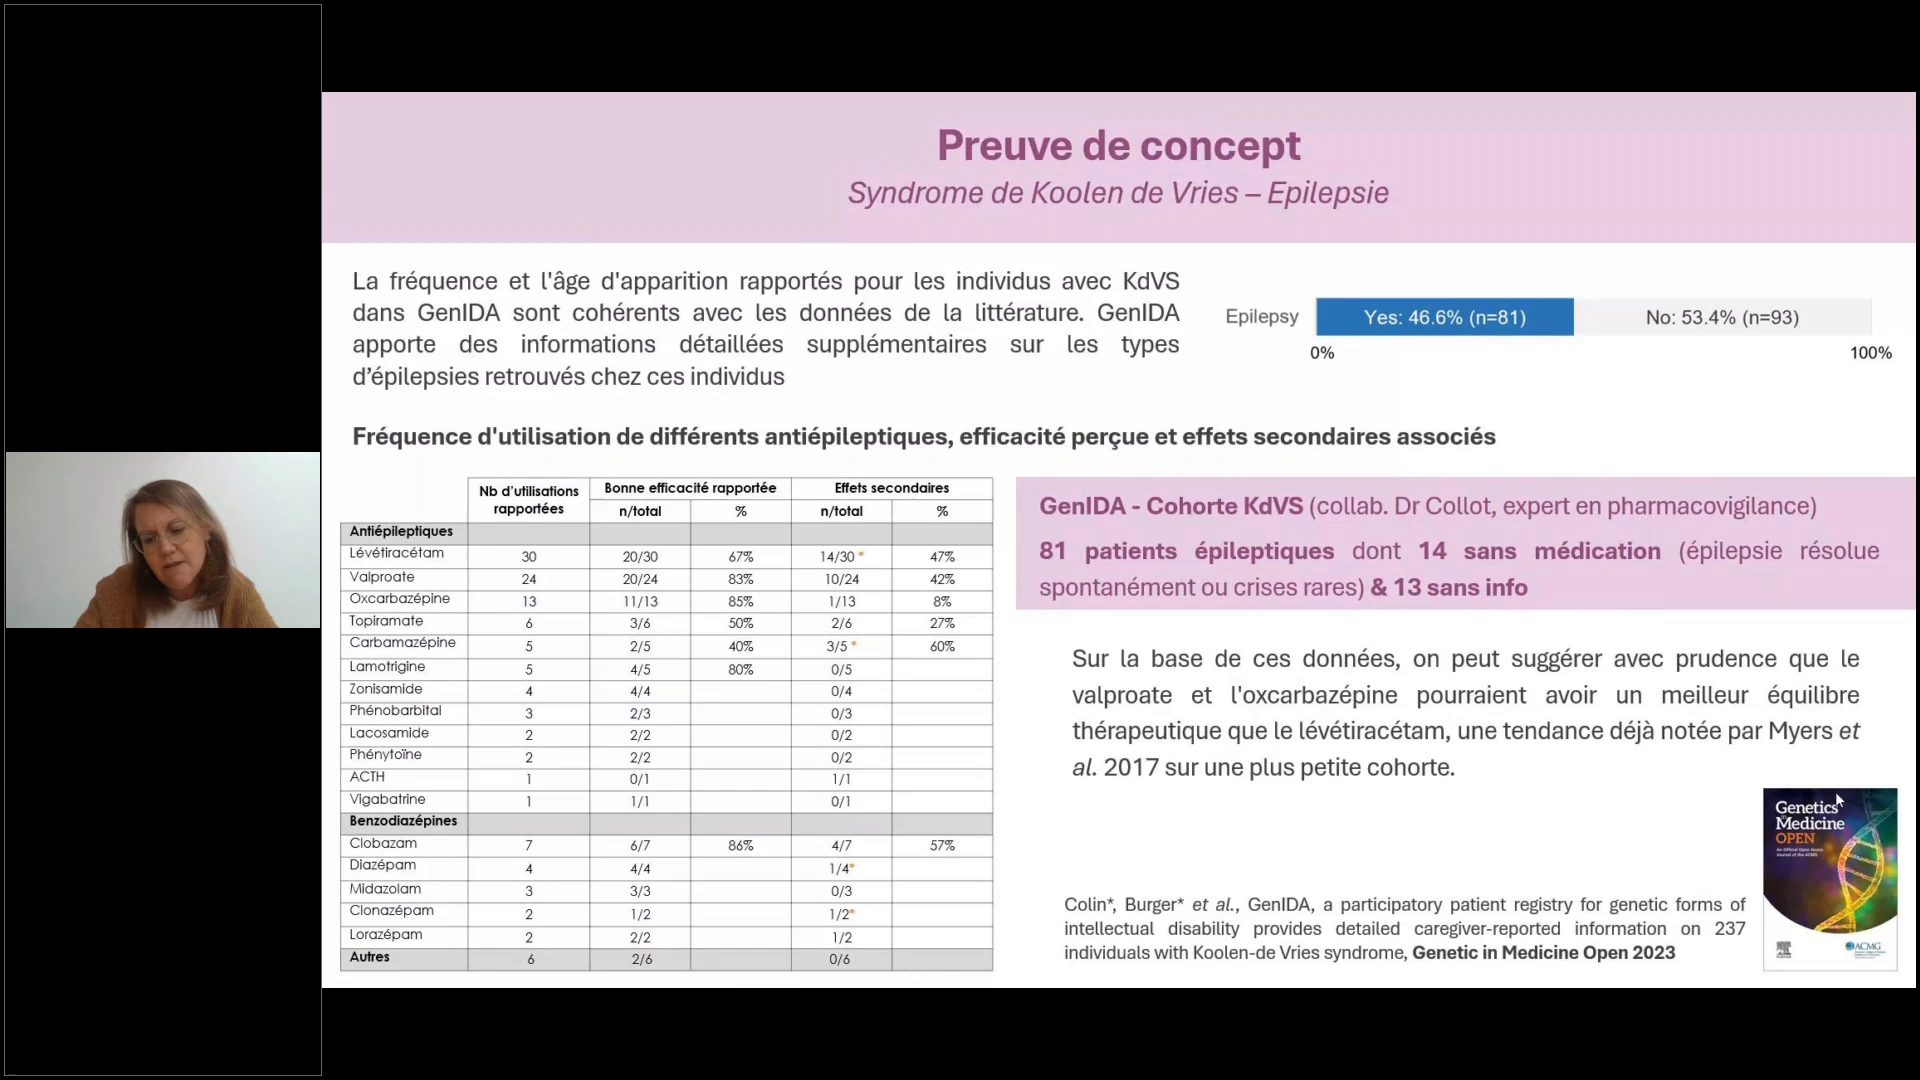 Preuve de concept
Syndrome de Koolen de Vries – Epilepsie
La fréquence et l'âge d'apparition rapportés pour les individus avec KdVS
dans GenIDA sont cohérents avec les données de la littérature. GenIDA
apporte des informations détaillées supplémentaires sur les types
d’épilepsies retrouvés chez ces individus
Epilepsy Yes: 46.6% (n=81) No: 53.4% (n=93)
0% 100%
Fréquence d'utilisation de différents antiépileptiques, efficacité perçue et effets secondaires associés
Nb d’utilisations rapportées Bonne efficacité rapportée Effets secondaires
n/total % n/total %
Antiépileptiques
Lévétiracétam 30 20/30 67% 14/30 * 47%
Valproate 24 20/24 83% 10/24 42%
Oxcarbazépine 13 11/13 85% 1/13 8%
Topiramate 6 3/6 50% 2/6 27%
Carbamazépine 5 2/5 40% 3/5 * 60%
Lamotrigine 5 4/5 80% 0/5
Zonisamide 4 4/4 0/4
Phénobarbital 3 2/3 0/3
Lacosamide 2 2/2 0/2
Phénytoïne 2 2/2 0/2
ACTH 1 0/1 1/1
Vigabatrine 1 1/1 0/1
Benzodiazépines
Clobazam 7 6/7 86% 4/7 57%
Diazépam 4 4/4 1/4*
Midazolam 3 3/3 0/3
Clonazépam 2 1/2 1/2*
Lorazépam 2 2/2 1/2
Autres 6 2/6 0/6
GenIDA - Cohorte KdVS (collab. Dr Collot, expert en pharmacovigilance)
81 patients épileptiques dont 14 sans médication (épilepsie résolue
spontanément ou crises rares) & 13 sans info
Sur la base de ces données, on peut suggérer avec prudence que le
valproate et l'oxcarbazépine pourraient avoir un meilleur équilibre
thérapeutique que le lévétiracétam, une tendance déjà notée par Myers et
al. 2017 sur une plus petite cohorte.
Colin*, Burger* et al., GenIDA, a participatory patient registry for genetic forms of
intellectual disability provides detailed caregiver-reported information on 237
individuals with Koolen-de Vries syndrome, Genetic in Medicine Open 2023
Genetics
Medicine
OPEN
An Official Open Access
Journal of the ACMG
ACMG